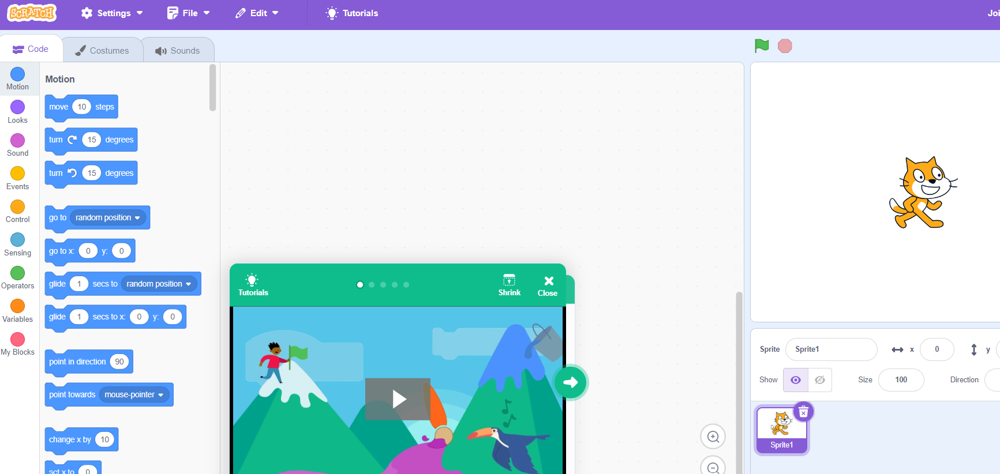 SCRATCH Settings File Edit Tutorials
Code Costumes Sounds
Motion
Looks
Sound
Events
Control
Sensing
Operators
Variables
My Blocks
Motion
move 10 steps
turn 15 degrees
turn 15 degrees
go to random position
go to x: 0 y: 0
glide 1 secs to random position
glide 1 secs to x: 0 y: 0
point in direction 90
point towards mouse-pointer
change x by 10
set x to 0
Tutorials Shrink Close
Sprite Sprite1 x 0 y
Show Size 100 Direction
Sprite1